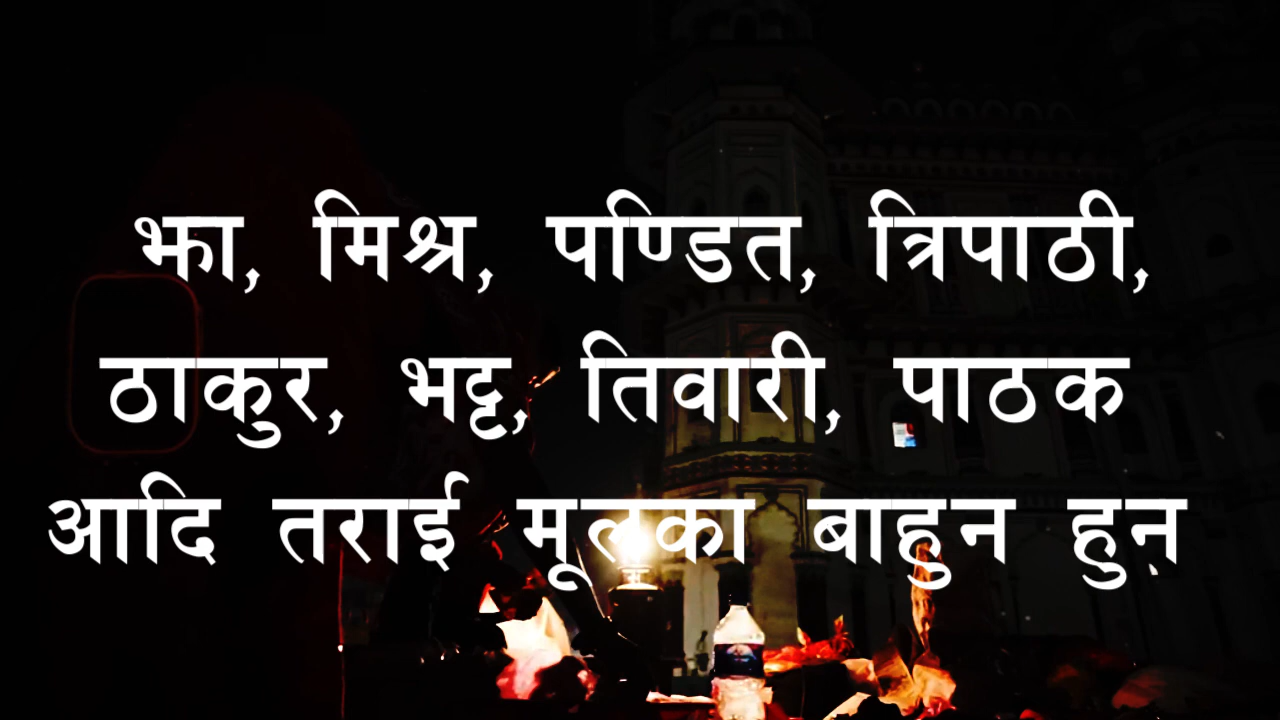 झा, मिश्र, पण्डित, त्रिपाठी,
ठाकुर, भट्ट, तिवारी, पाठक
आदि तराई मूलका बाहुन हुन्